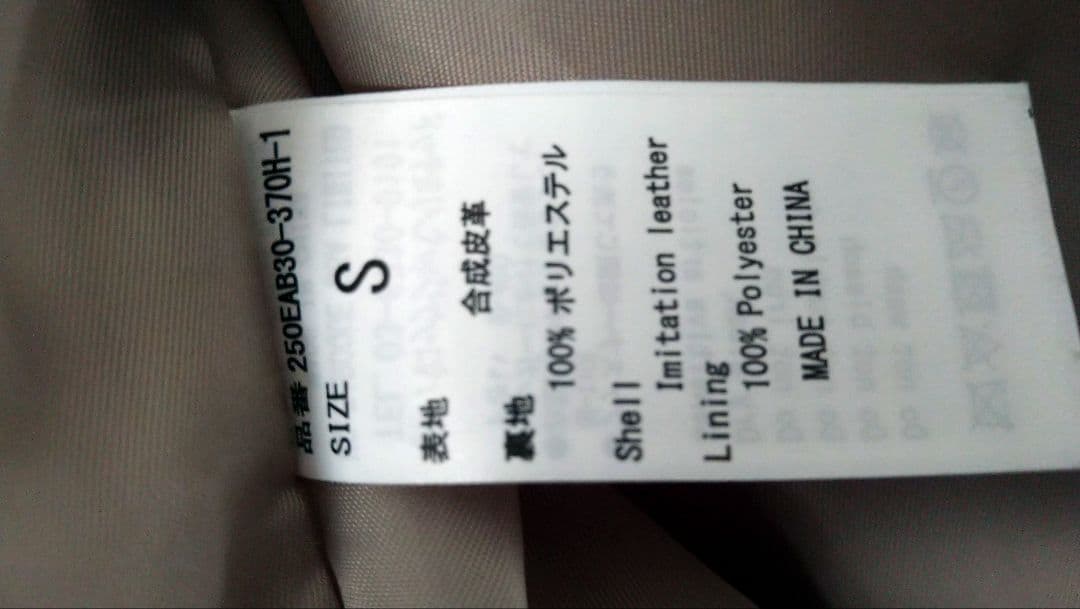 品番 250EAB30-370H-1
SIZE
S
表地
合成皮革
裏地
100% ポリエステル
Shell
Imitation leather
Lining
100% Polyester
MADE IN CHINA